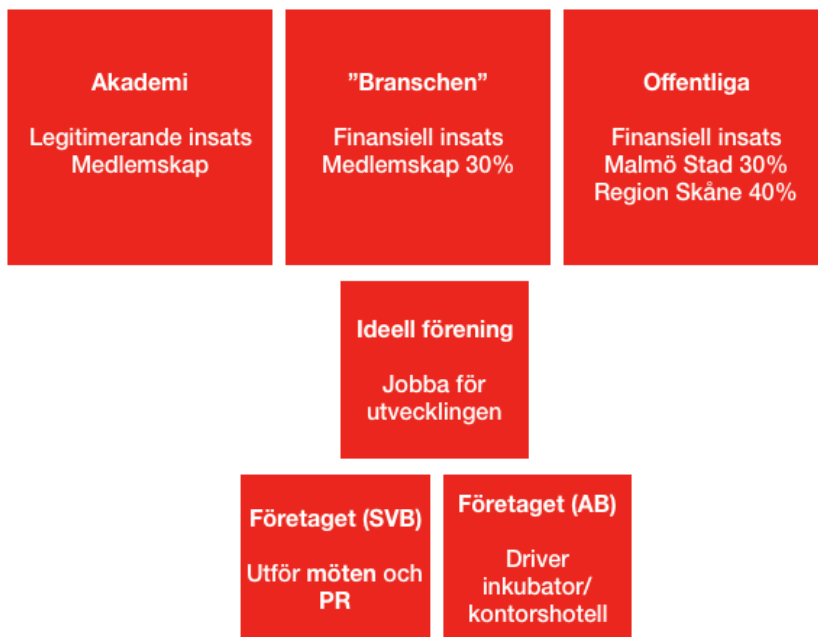 Akademi
Legitimerande insats
Medlemskap
”Branschen”
Finansiell insats
Medlemskap 30%
Offentliga
Finansiell insats
Malmö Stad 30%
Region Skåne 40%
Ideell förening
Jobba för
utvecklingen
Företaget (SVB)
Utför möten och
PR
Företaget (AB)
Driver
inkubator/
kontorshotell